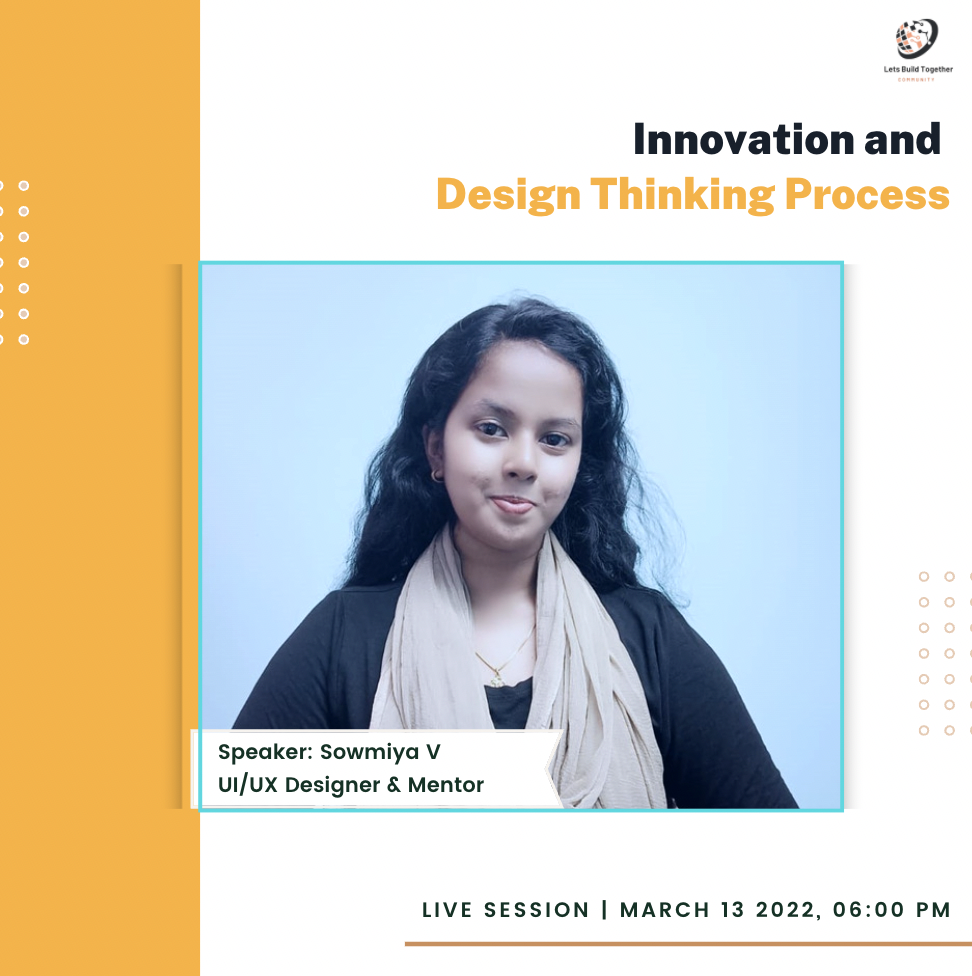 Lets Build Together
COMMUNITY
Innovation and
Design Thinking Process
Speaker: Sowmiya V
UI/UX Designer & Mentor
LIVE SESSION | MARCH 13 2022, 06:00 PM